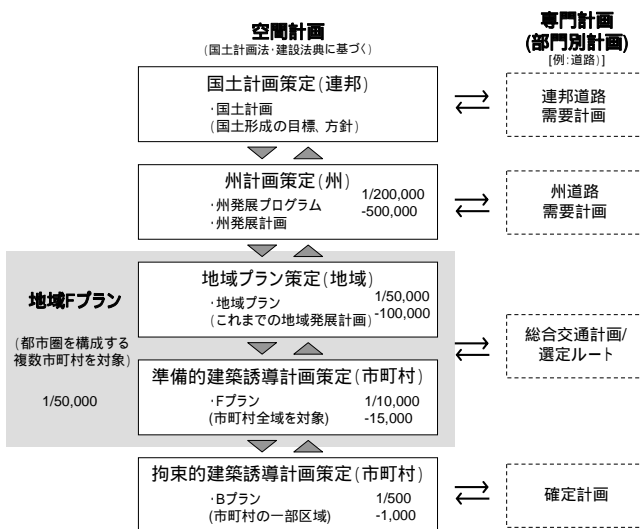 空間計画
(国土計画法・建設法典に基づく)
専門計画
(部門別計画)
[例:道路)]
国土計画策定(連邦)
・国土計画
(国土形成の目標、方針)
連邦道路
需要計画
州計画策定(州)
・州発展プログラム
・州発展計画
1/200,000
-500,000
州道路
需要計画
地域Fプラン
(都市圏を構成する
複数市町村を対象)
1/50,000
地域プラン策定(地域)
・地域プラン
(これまでの地域発展計画)
1/50,000
-100,000
準備的建築誘導計画策定(市町村)
・Fプラン
(市町村全域を対象)
1/10,000
-15,000
総合交通計画/
選定ルート
拘束的建築誘導計画策定(市町村)
・Bプラン
(市町村の一部区域)
1/500
-1,000
確定計画